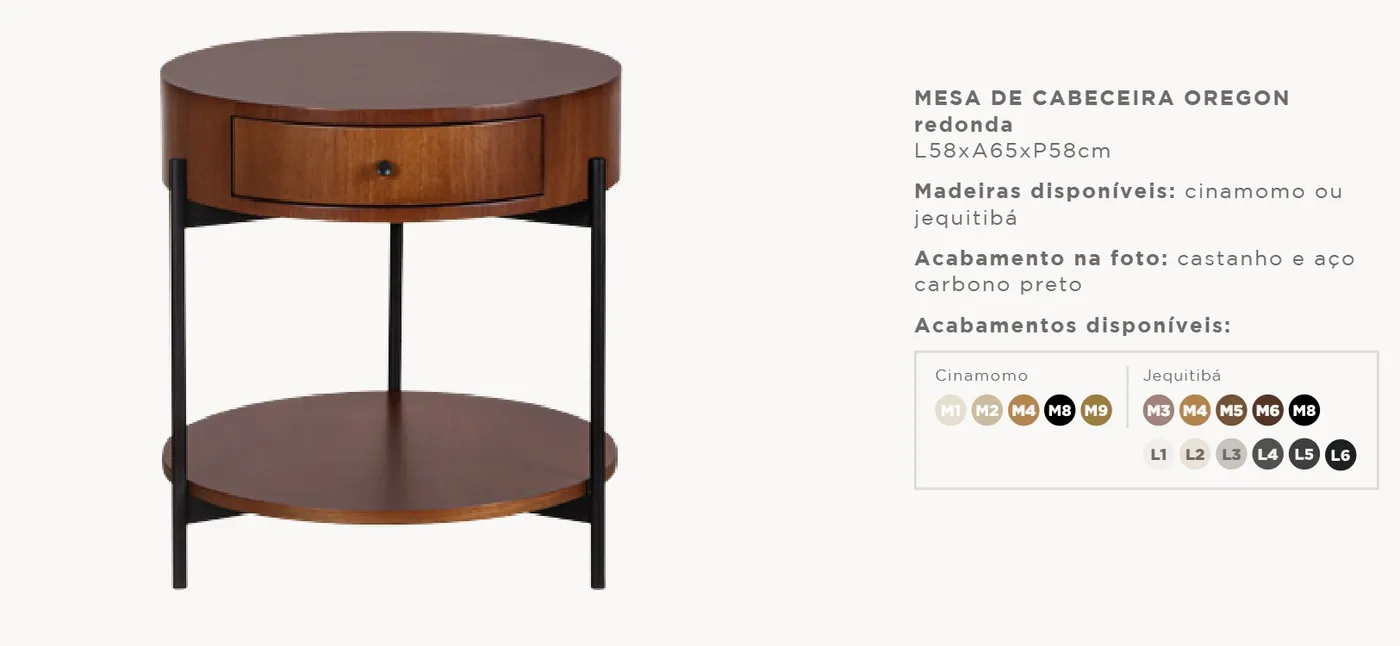 MESA DE CABECEIRA OREGON
redonda
L58xA65xP58cm
Madeiras disponíveis: cinamomo ou
jequitibá
Acabamento na foto: castanho e aço
carbono preto
Acabamentos disponíveis:
Cinamomo
M1 M2 M4 M8 M9
Jequitibá
M3 M4 M5 M6 M8
L1 L2 L3 L4 L5 L6